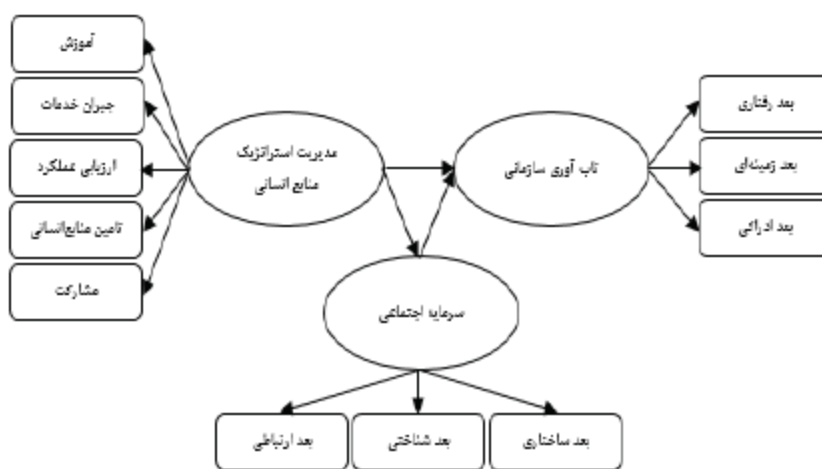 آموزش
جبران خدمات
ارزیابی عملکرد
تامین منابع‌انسانی
مشارکت
مدیریت استراتژیک
منابع انسانی
تاب آوری سازمانی
بعد رفتاری
بعد زمینه‌ای
بعد ادراکی
سرمایه اجتماعی
بعد ساختاری
بعد شناختی
بعد ارتباطی